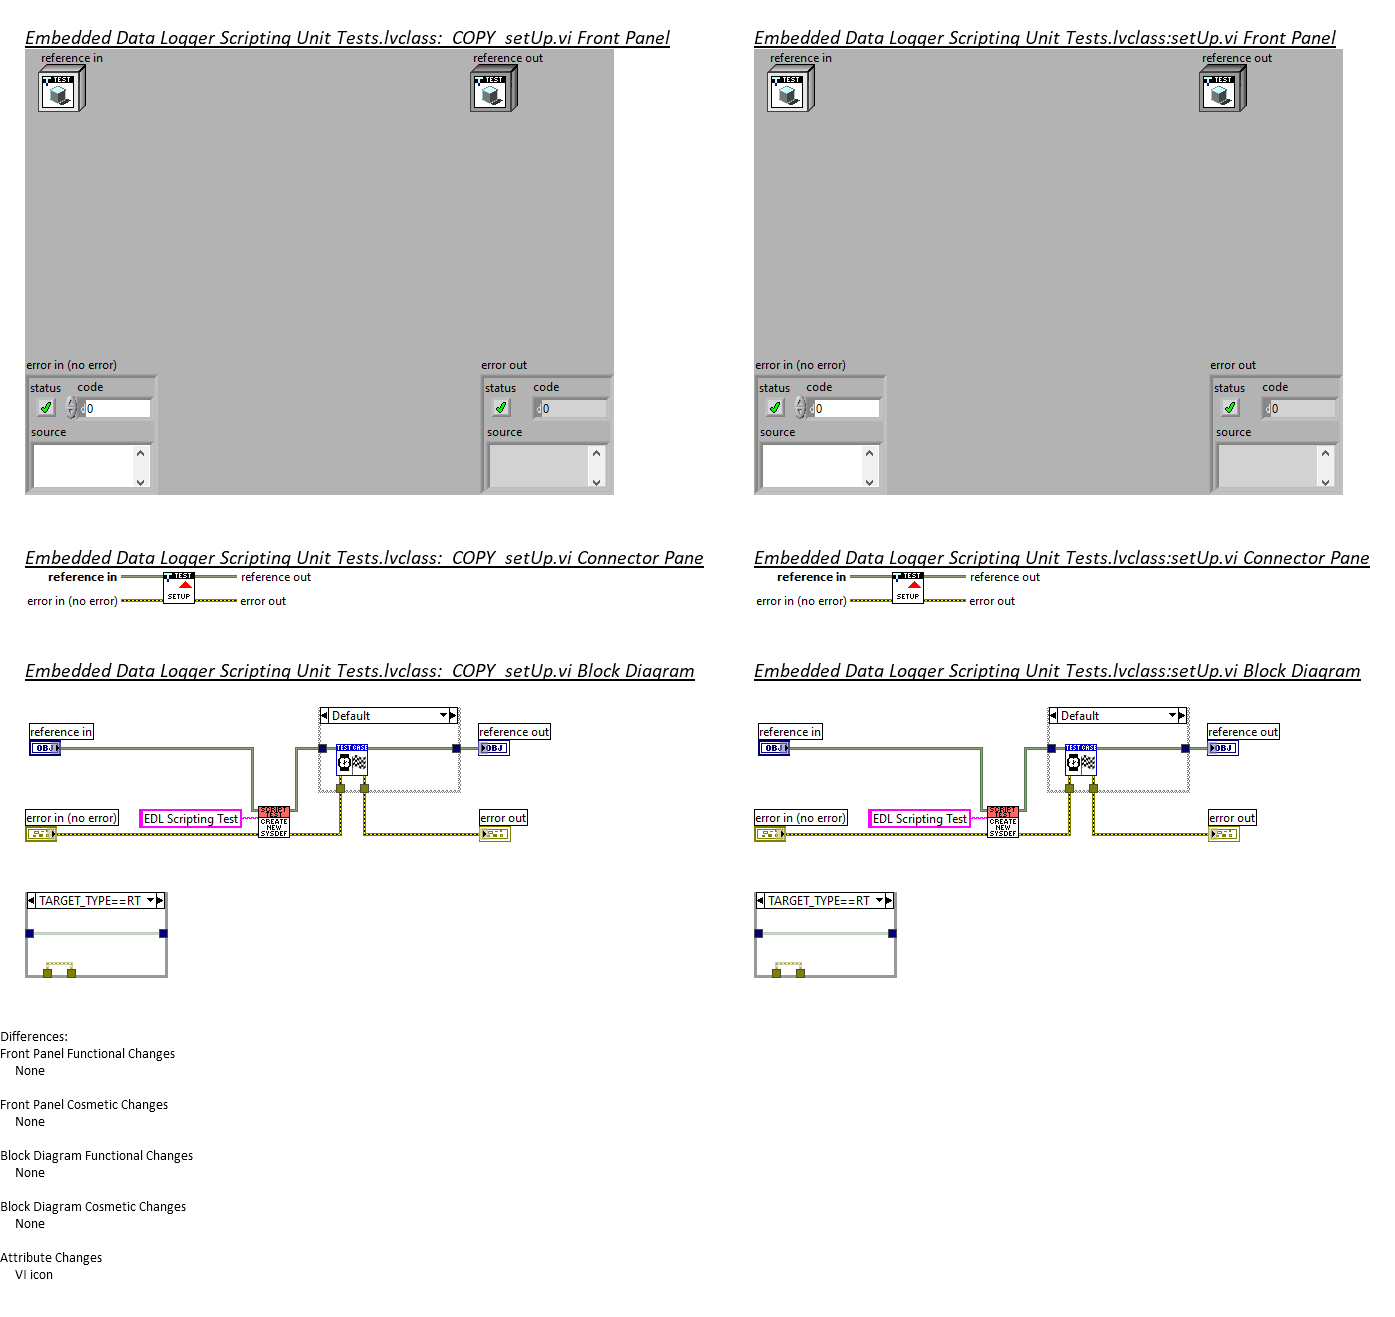 Embedded Data Logger Scripting Unit Tests.lvclass:_COPY_setUp.vi Front Panel
reference in
TEST
reference out
TEST
error in (no error)
status
code
d
0
source
error out
status
code
d
0
source
Embedded Data Logger Scripting Unit Tests.lvclass:setUp.vi Front Panel
reference in
TEST
reference out
TEST
error in (no error)
status
code
d
0
source
error out
status
code
d
0
source
Embedded Data Logger Scripting Unit Tests.lvclass:_COPY_setUp.vi Connector Pane
reference in
TEST
SETUP
reference out
error in (no error)
error out
Embedded Data Logger Scripting Unit Tests.lvclass:setUp.vi Connector Pane
reference in
TEST
SETUP
reference out
error in (no error)
error out
Embedded Data Logger Scripting Unit Tests.lvclass:_COPY_setUp.vi Block Diagram
Default
reference in
OBJ
TEST CASE
reference out
OBJ
error in (no error)
EDL Scripting Test
SCRIPT
TEST
CREATE
NEW
SYSDEF
error out
TARGET_TYPE==RT
Embedded Data Logger Scripting Unit Tests.lvclass:setUp.vi Block Diagram
Default
reference in
OBJ
TEST CASE
reference out
OBJ
error in (no error)
EDL Scripting Test
SCRIPT
TEST
CREATE
NEW
SYSDEF
error out
TARGET_TYPE==RT
Differences:
Front Panel Functional Changes
None
Front Panel Cosmetic Changes
None
Block Diagram Functional Changes
None
Block Diagram Cosmetic Changes
None
Attribute Changes
VI icon